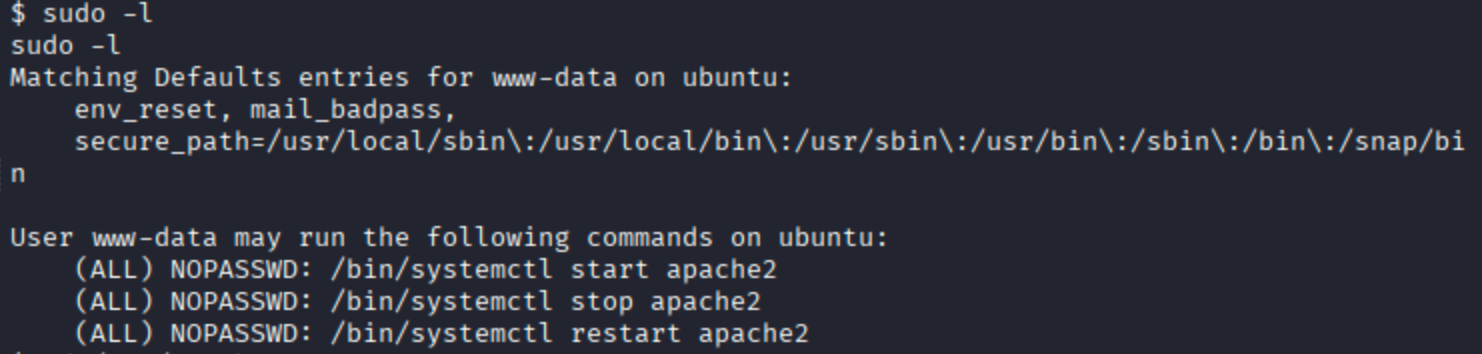 $ sudo -l
sudo -l
Matching Defaults entries for www-data on ubuntu:
    env_reset, mail_badpass,
    secure_path=/usr/local/sbin\:/usr/local/bin\:/usr/sbin\:/usr/bin\:/sbin\:/bin\:/snap/bi
n

User www-data may run the following commands on ubuntu:
    (ALL) NOPASSWD: /bin/systemctl start apache2
    (ALL) NOPASSWD: /bin/systemctl stop apache2
    (ALL) NOPASSWD: /bin/systemctl restart apache2